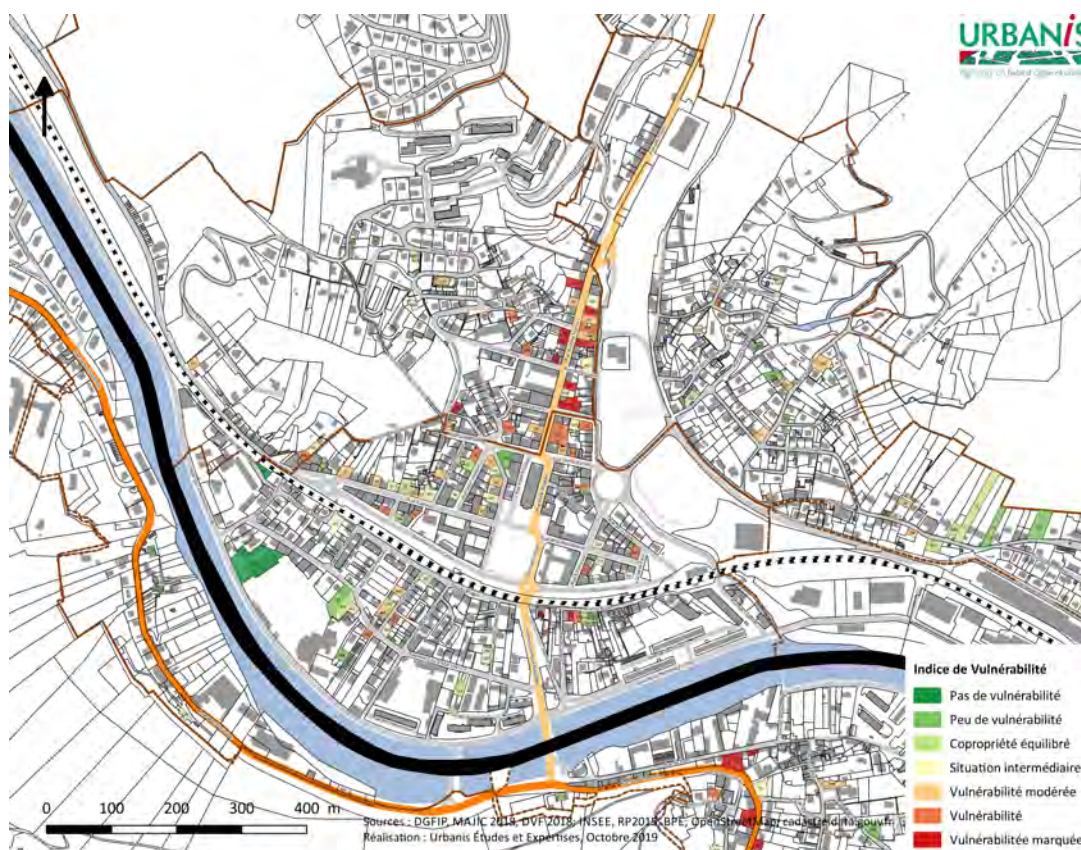 URBANiS
Indice de Vulnérabilité
Pas de vulnérabilité
Peu de vulnérabilité
Copropriété équilibré
Situation intermédiaire
Vulnérabilité modérée
Vulnérabilité
Vulnérabilitée marquée
0 100 200 300 400 m
Sources : DGFIP, MAJIC 2018, DVF 2018, INSEE, RP2015, BPE, OpenStreetMap, cadastre.data.gouv.fr
Réalisation : Urbanis Études et Expertises, Octobre 2019